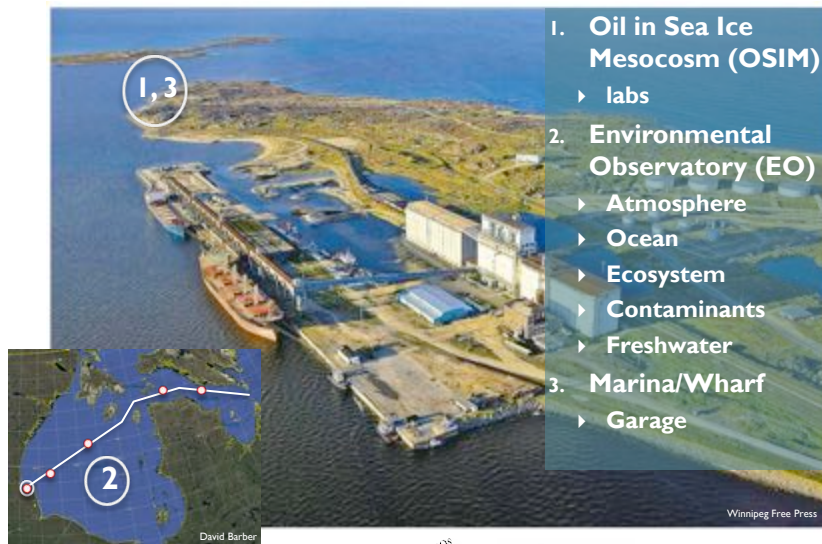 1, 3
1. Oil in Sea Ice
Mesocosm (OSIM)
labs
2. Environmental
Observatory (EO)
Atmosphere
Ocean
Ecosystem
Contaminants
Freshwater
3. Marina/Wharf
Garage
2
David Barber
Winnipeg Free Press